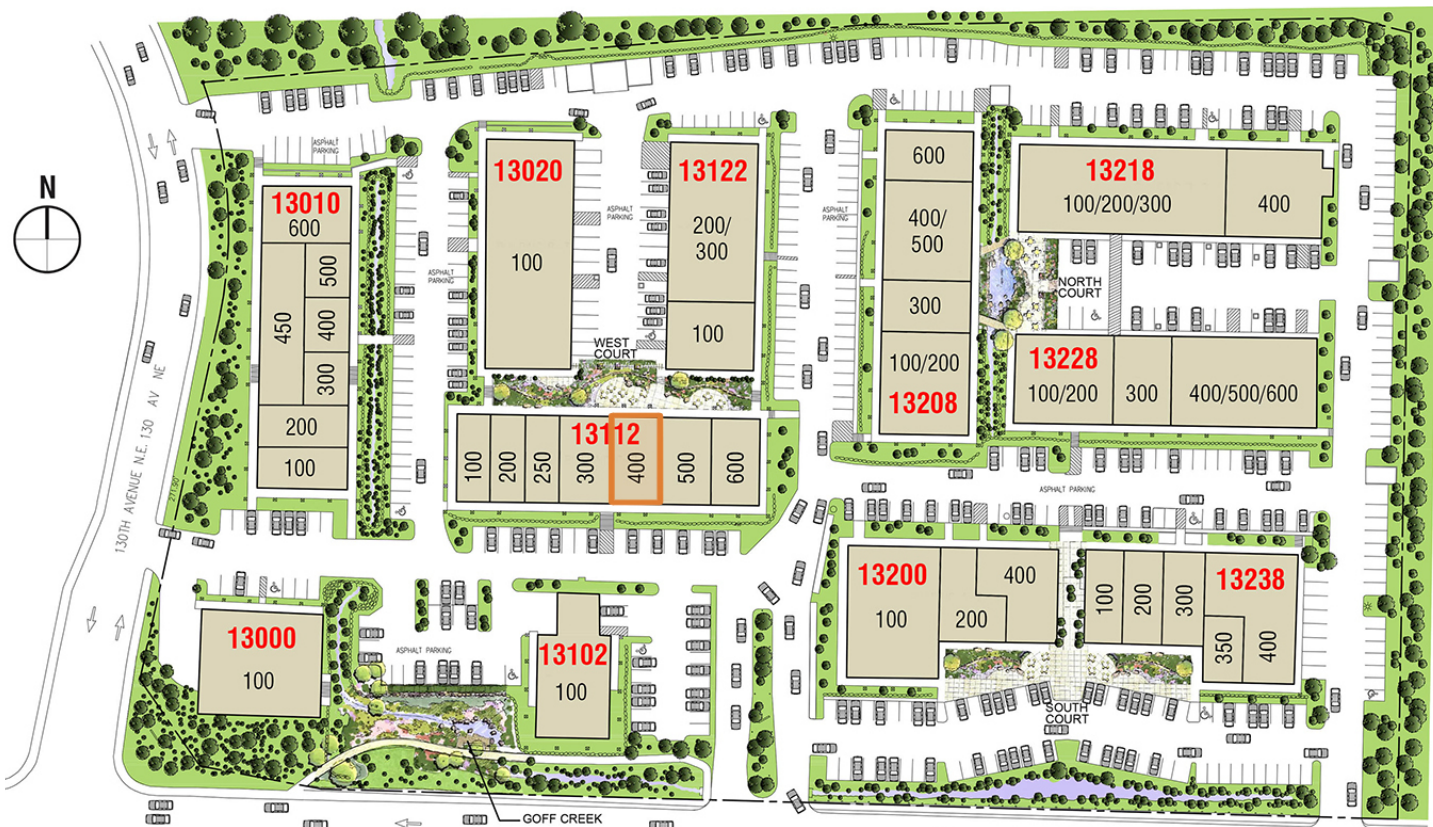 N
130TH AVENUE N.E. 130 AV NE
271.90
ASPHALT
PARKING
13010
600
450
500
400
300
200
100
ASPHALT
PARKING
13020
100
ASPHALT
PARKING
13122
200/
300
100
WEST
COURT
13112
100
200
250
300
400
500
600
ASPHALT
PARKING
600
400/
500
300
100/200
13208
13218
100/200/300
400
NORTH
COURT
13228
100/200
300
400/500/600
ASPHALT PARKING
13000
100
ASPHALT PARKING
13102
100
GOFF CREEK
13200
100
200
400
13238
100
200
300
350
400
SOUTH
COURT